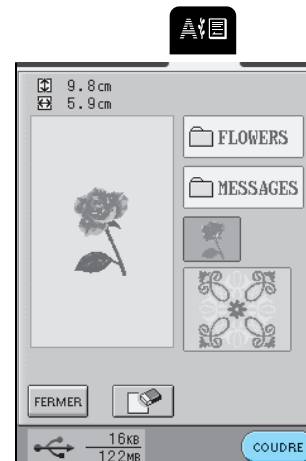 A
9.8cm
5.9cm
FLOWERS
MESSAGES
FERMER
16KB
122MB
COUDRE